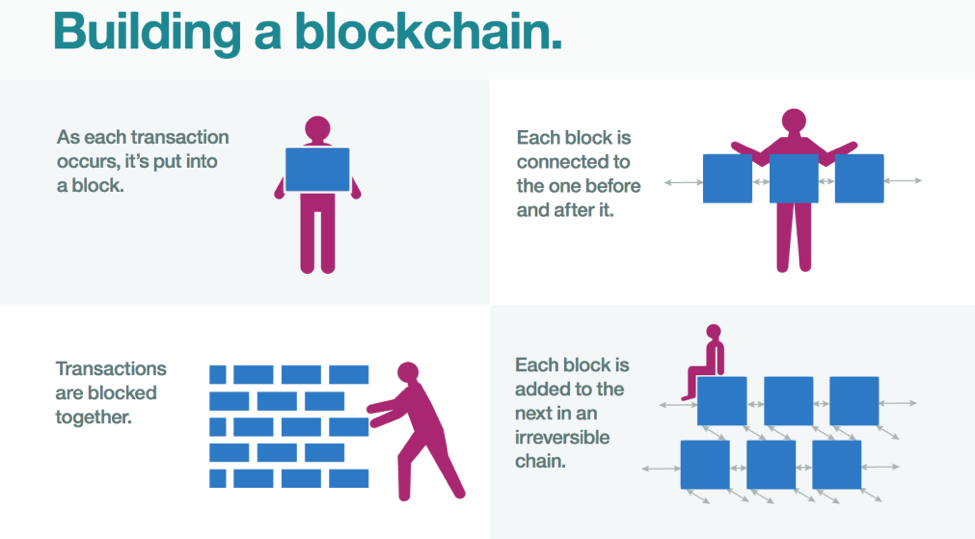 Building a blockchain.
As each transaction
occurs, it's put into
a block.
Each block is
connected to
the one before
and after it.
Transactions
are blocked
together.
Each block is
added to the
next in an
irreversible
chain.